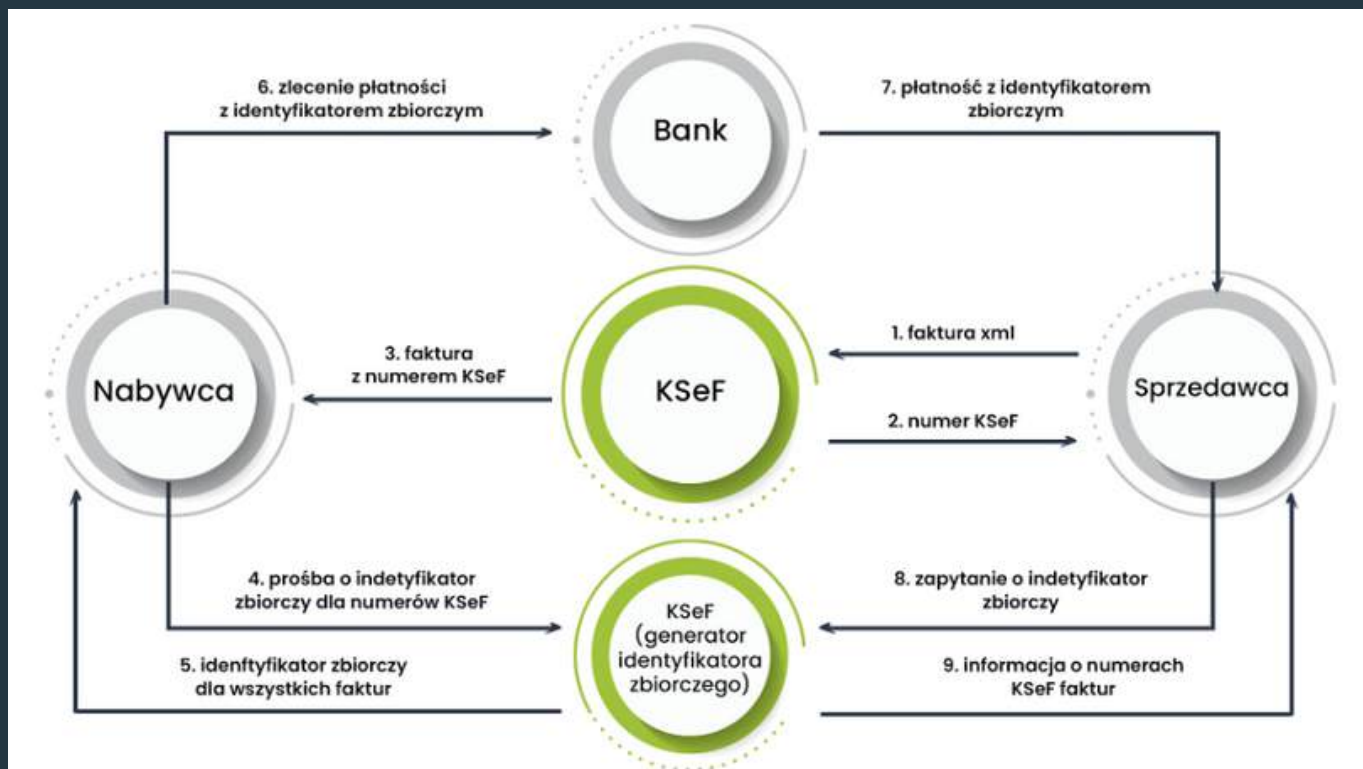 6. zlecenie płatności
z identyfikatorem zbiorczym
Bank
7. płatność z identyfikatorem
zbiorczym
Nabywca
3. faktura
z numerem KSeF
KSeF
1. faktura xml
2. numer KSeF
Sprzedawca
4. prośba o indetyfikator
zbiorczy dla numerów KSeF
5. idenftyfikator zbiorczy
dla wszystkich faktur
KSeF
(generator
identyfikatora
zbiorczego)
8. zapytanie o indetyfikator
zbiorczy
9. informacja o numerach
KSeF faktur